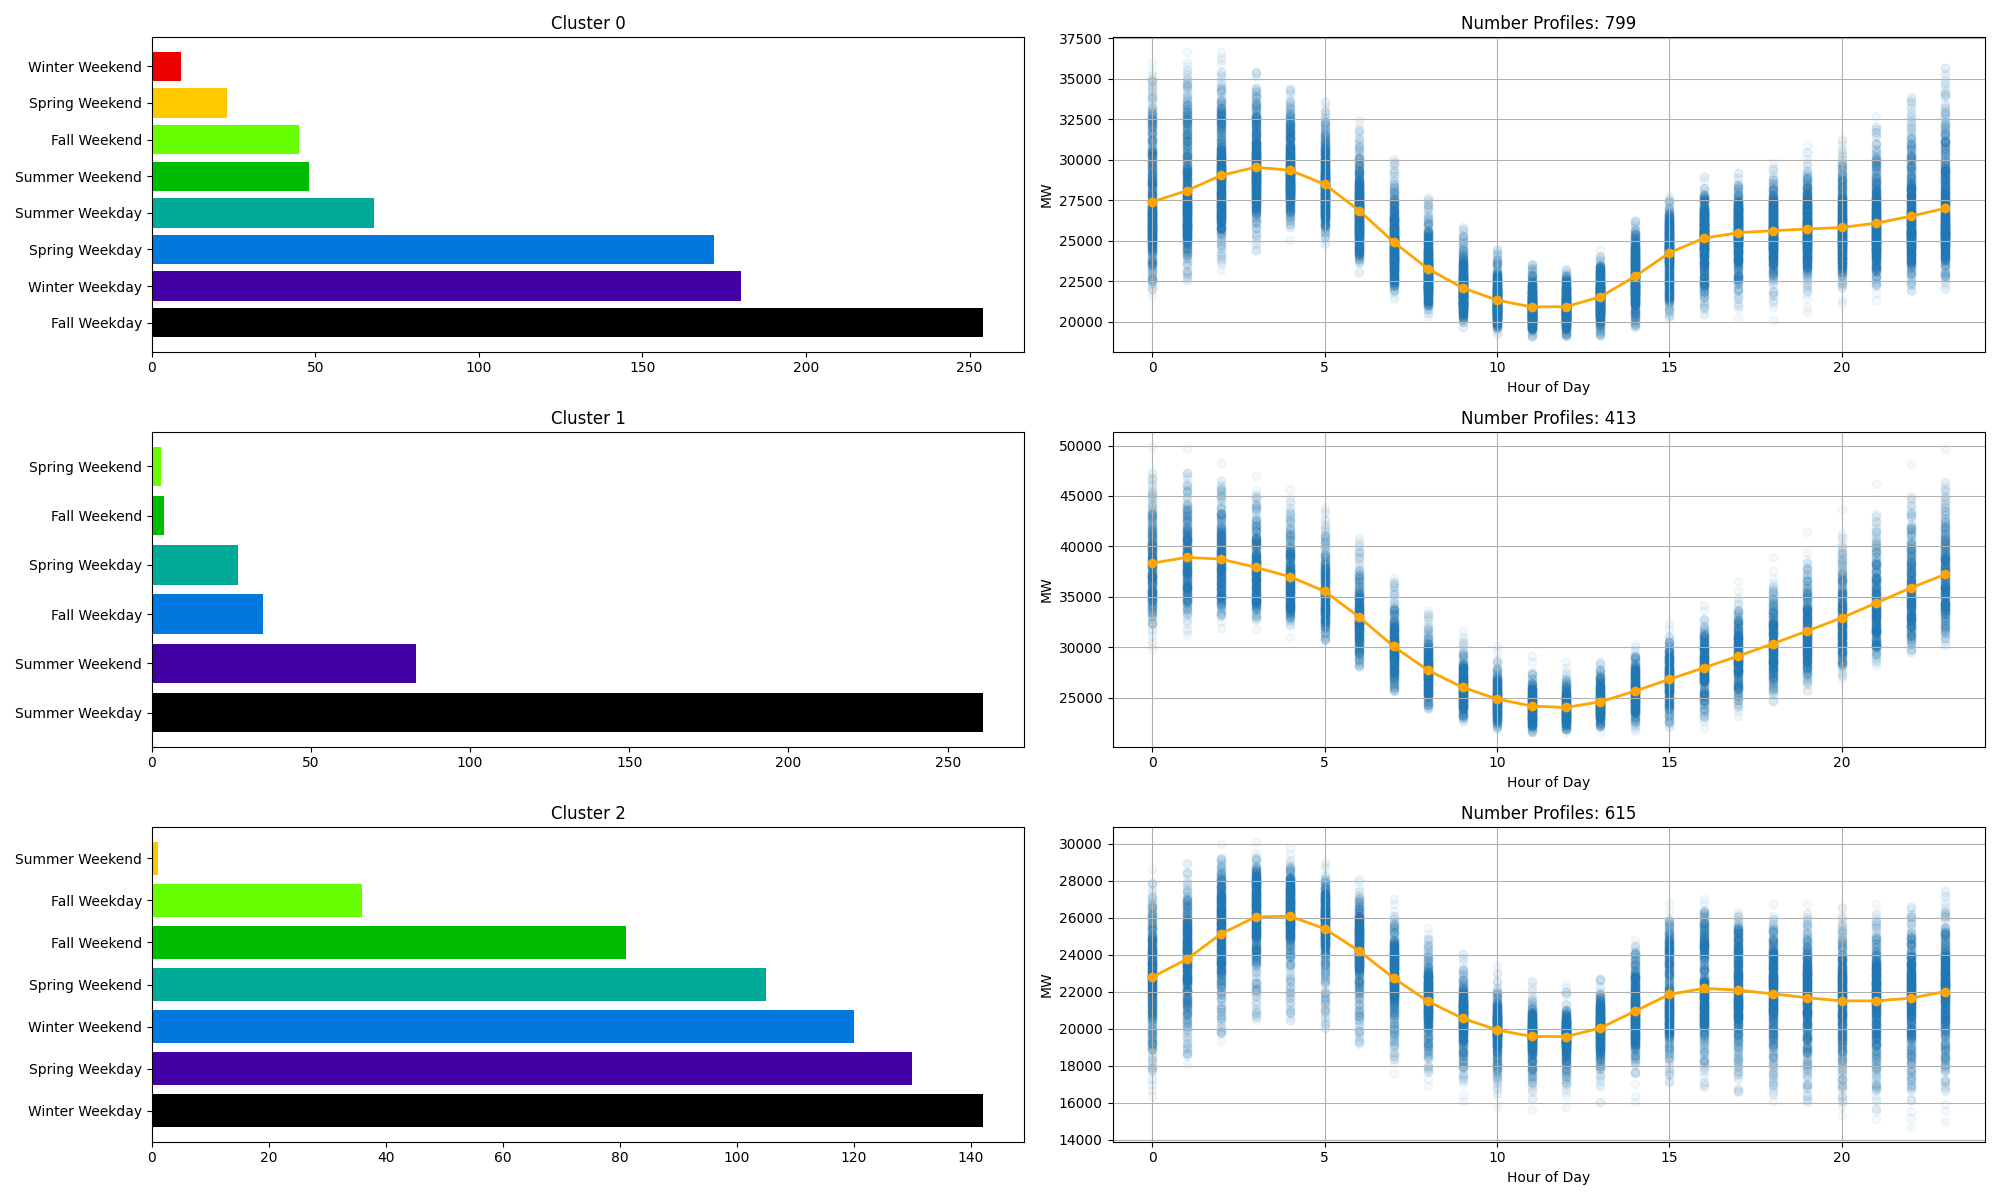 Cluster 0
Winter Weekend
Spring Weekend
Fall Weekend
Summer Weekend
Summer Weekday
Spring Weekday
Winter Weekday
Fall Weekday
0 50 100 150 200 250
Number Profiles: 799
37500
35000
32500
30000
27500
25000
22500
20000
MW
0 5 10 15 20
Hour of Day
Cluster 1
Spring Weekend
Fall Weekend
Spring Weekday
Fall Weekday
Summer Weekend
Summer Weekday
0 50 100 150 200 250
Number Profiles: 413
50000
45000
40000
35000
30000
25000
MW
0 5 10 15 20
Hour of Day
Cluster 2
Summer Weekend
Fall Weekday
Fall Weekend
Spring Weekend
Winter Weekend
Spring Weekday
Winter Weekday
0 20 40 60 80 100 120 140
Number Profiles: 615
30000
28000
26000
24000
22000
20000
18000
16000
14000
MW
0 5 10 15 20
Hour of Day